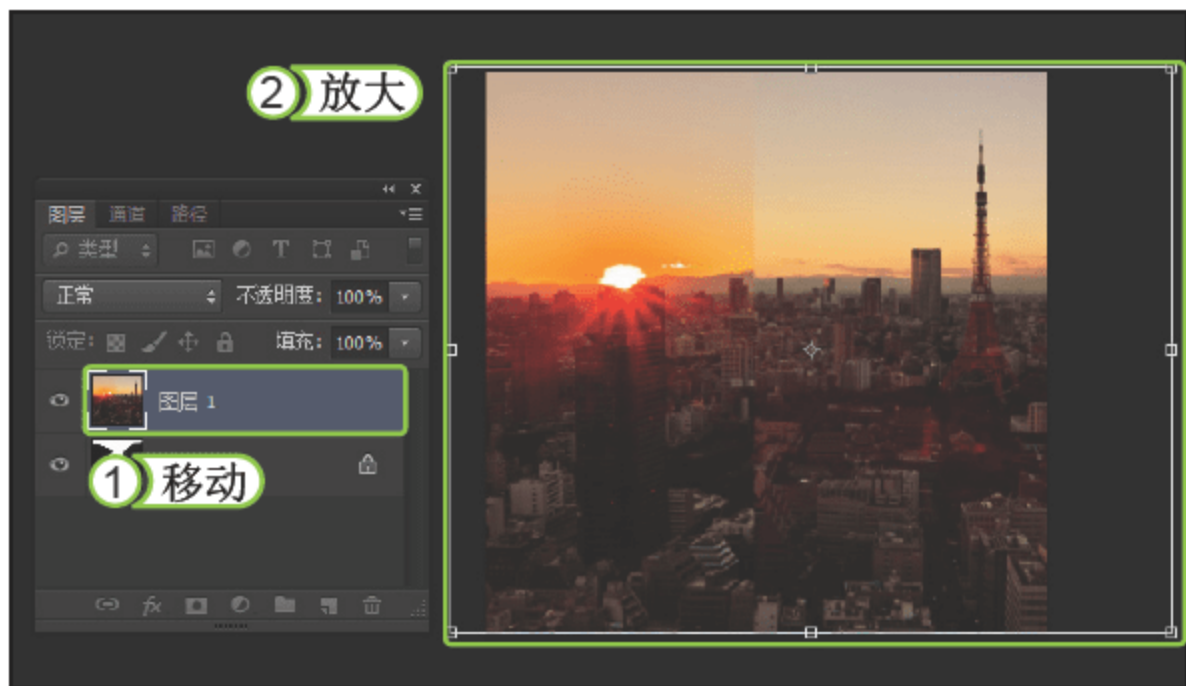 ② 放大
图层 通道 路径
类型
正常 不透明度： 100%
锁定： 填充： 100%
图层 1
① 移动